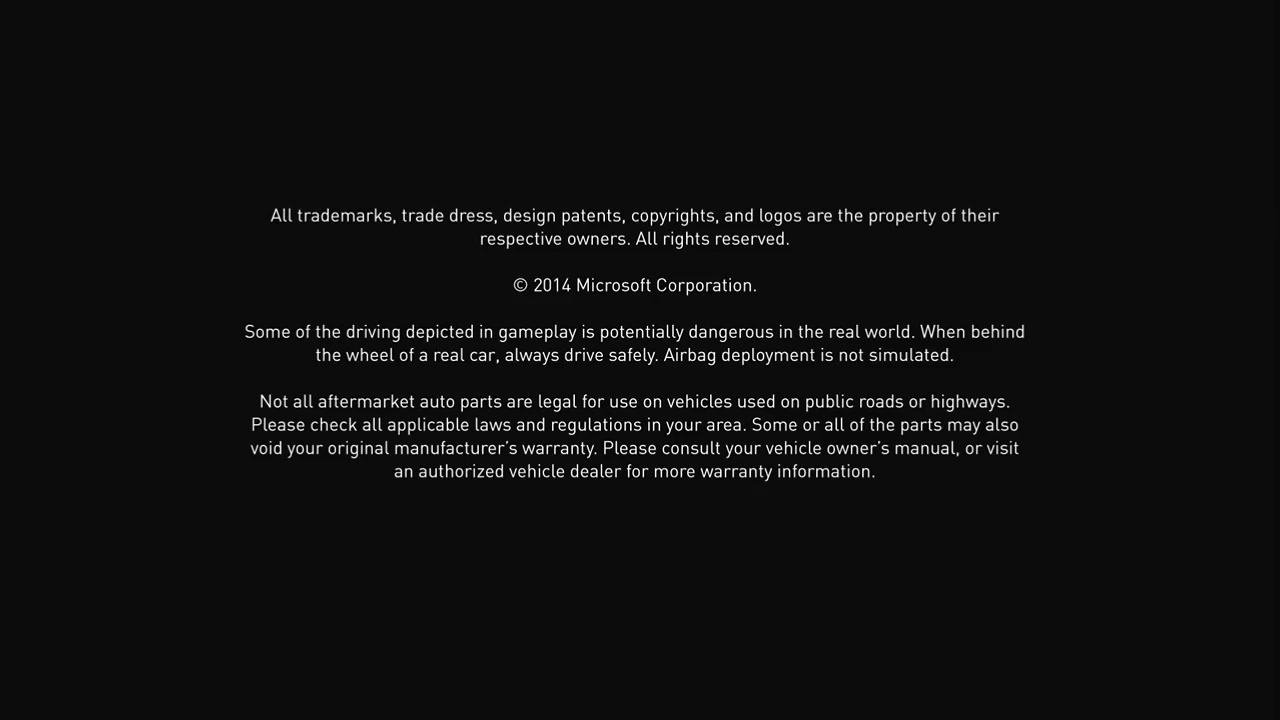 All trademarks, trade dress, design patents, copyrights, and logos are the property of their
respective owners. All rights reserved.
© 2014 Microsoft Corporation.
Some of the driving depicted in gameplay is potentially dangerous in the real world. When behind
the wheel of a real car, always drive safely. Airbag deployment is not simulated.
Not all aftermarket auto parts are legal for use on vehicles used on public roads or highways.
Please check all applicable laws and regulations in your area. Some or all of the parts may also
void your original manufacturer's warranty. Please consult your vehicle owner's manual, or visit
an authorized vehicle dealer for more warranty information.